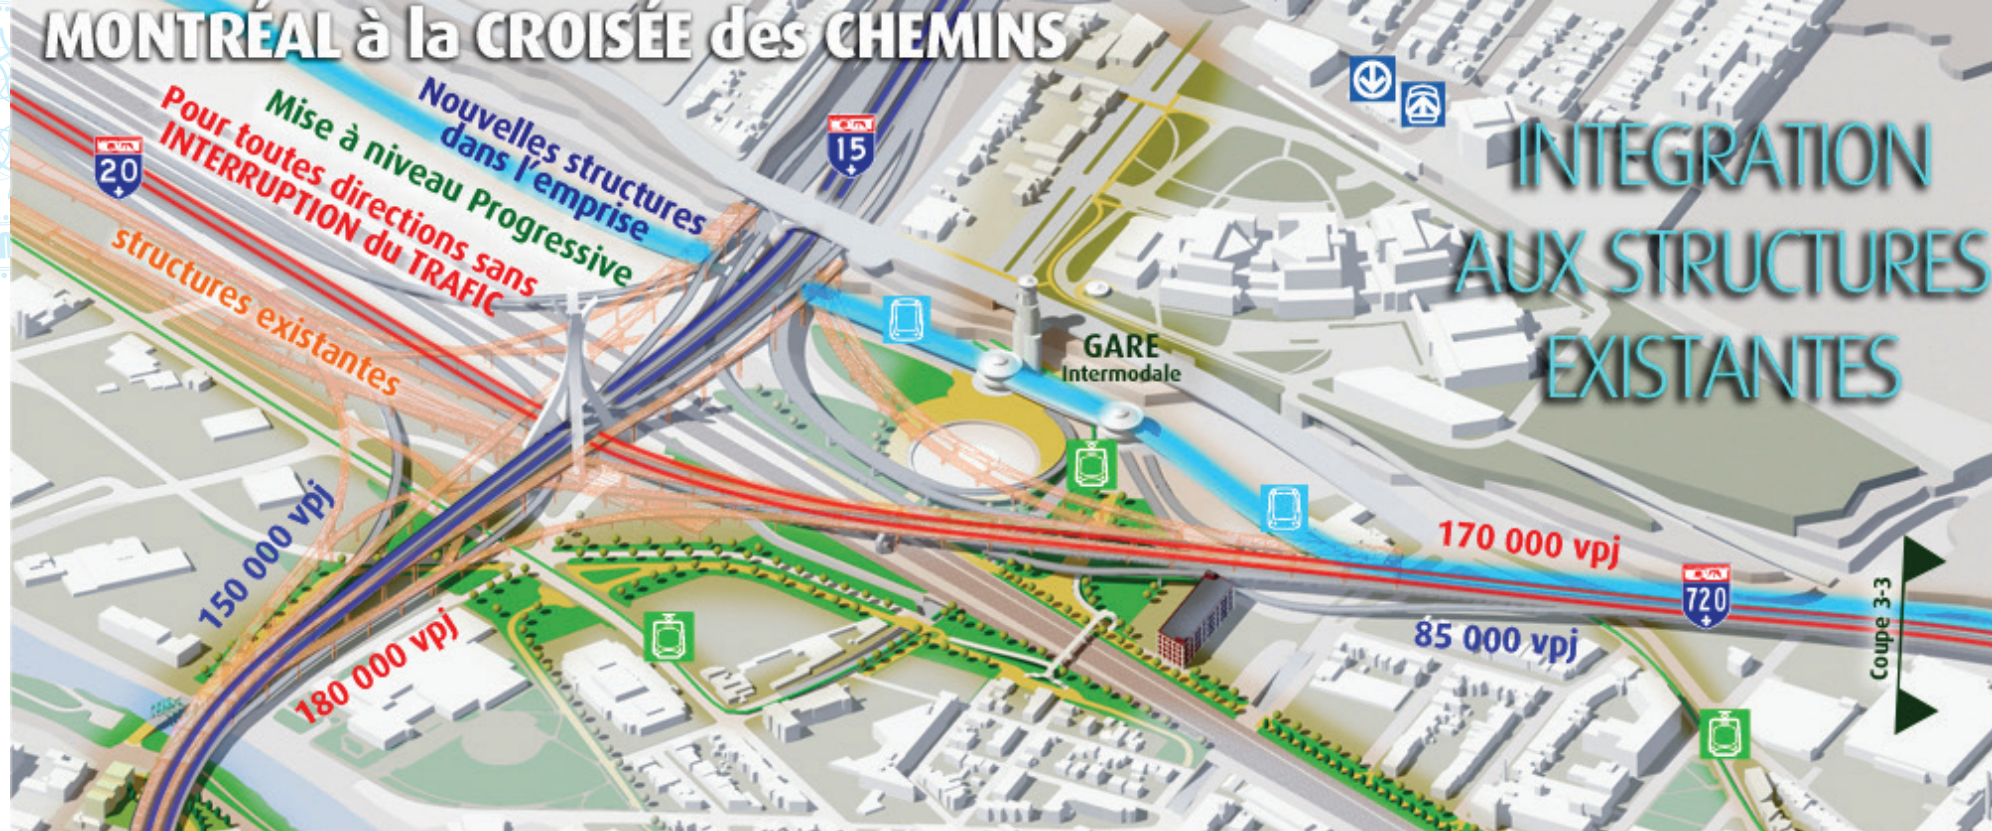 MONTRÉAL à la CROISÉE des CHEMINS
Nouvelles structures
dans l'emprise
Mise à niveau Progressive
Pour toutes directions sans
INTERRUPTION du TRAFIC
structures existantes
20
15
INTEGRATION
AUX STRUCTURES
EXISTANTES
GARE
Intermodale
150 000 vpj
180 000 vpj
170 000 vpj
720
85 000 vpj
Coupe 3-3